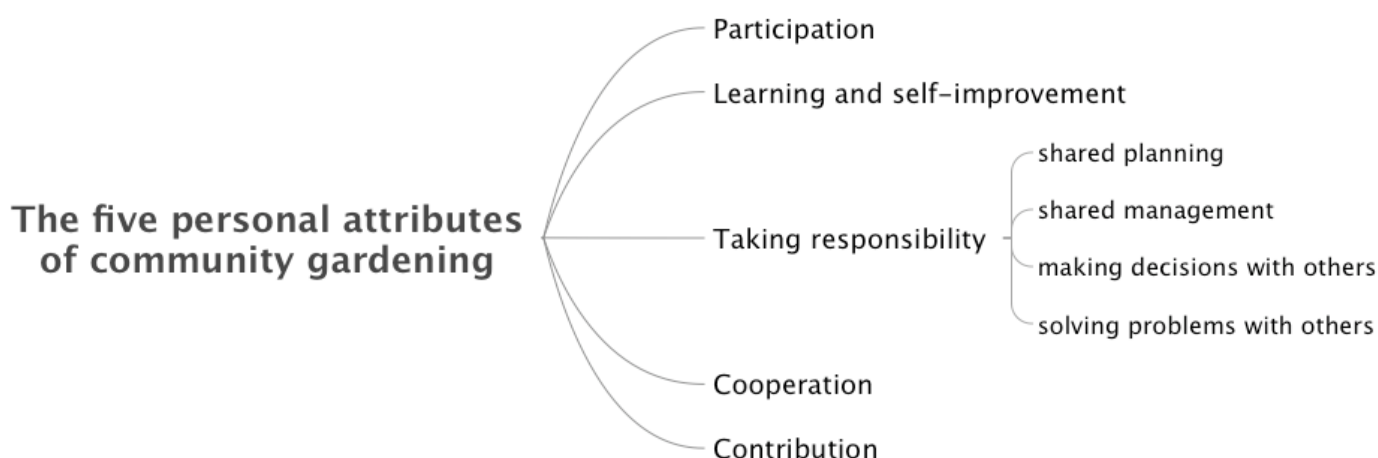 The five personal attributes
of community gardening
Participation
Learning and self-improvement
Taking responsibility
shared planning
shared management
making decisions with others
solving problems with others
Cooperation
Contribution